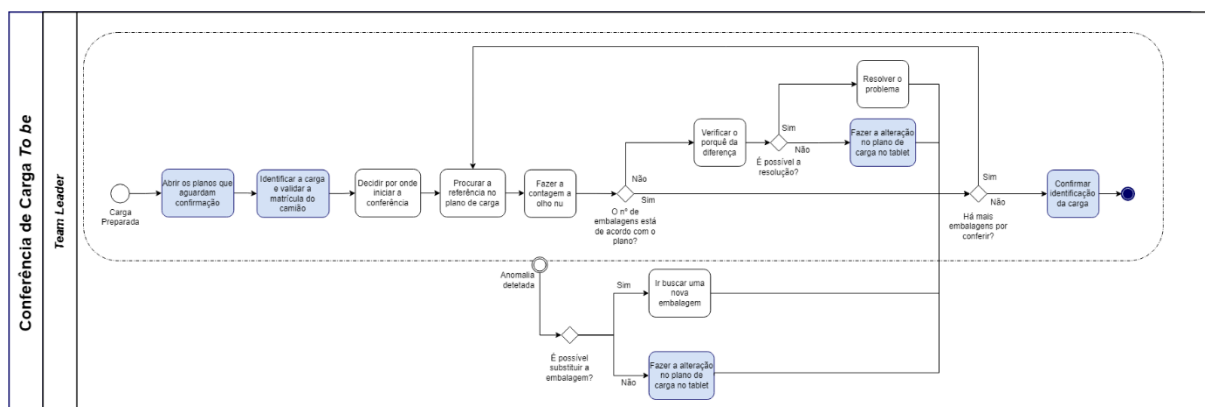 Conferência de Carga To be
Team Leader
Carga
Preparada
Abrir os planos que
aguardam
confirmação
Identificar a carga
e validar a
matrícula do
camião
Decidir por onde
iniciar a
conferência
Procurar a
referência no
plano de carga
Fazer a
contagem a
olho nu
Não
Sim
O nº de
embalagens está
de acordo com o
plano?
Verificar o
porquê da
diferença
Sim
Não
É possível a
resolução?
Resolver o
problema
Fazer a alteração
no plano de
carga no tablet
Sim
Não
Há mais
embalagens por
conferir?
Confirmar
identificação
da carga
Anomalia
detetada
É possível
substituir a
embalagem?
Sim
Não
Ir buscar uma
nova
embalagem
Fazer a alteração
no plano de
carga no tablet